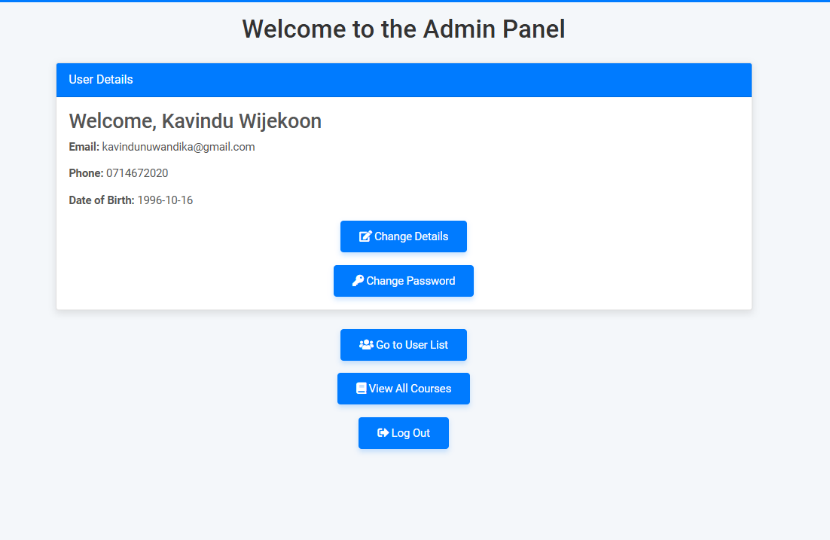 Welcome to the Admin Panel
User Details
Welcome, Kavindu Wijekoon
Email: kavindunuwandika@gmail.com
Phone: 0714672020
Date of Birth: 1996-10-16
Change Details
Change Password
Go to User List
View All Courses
Log Out